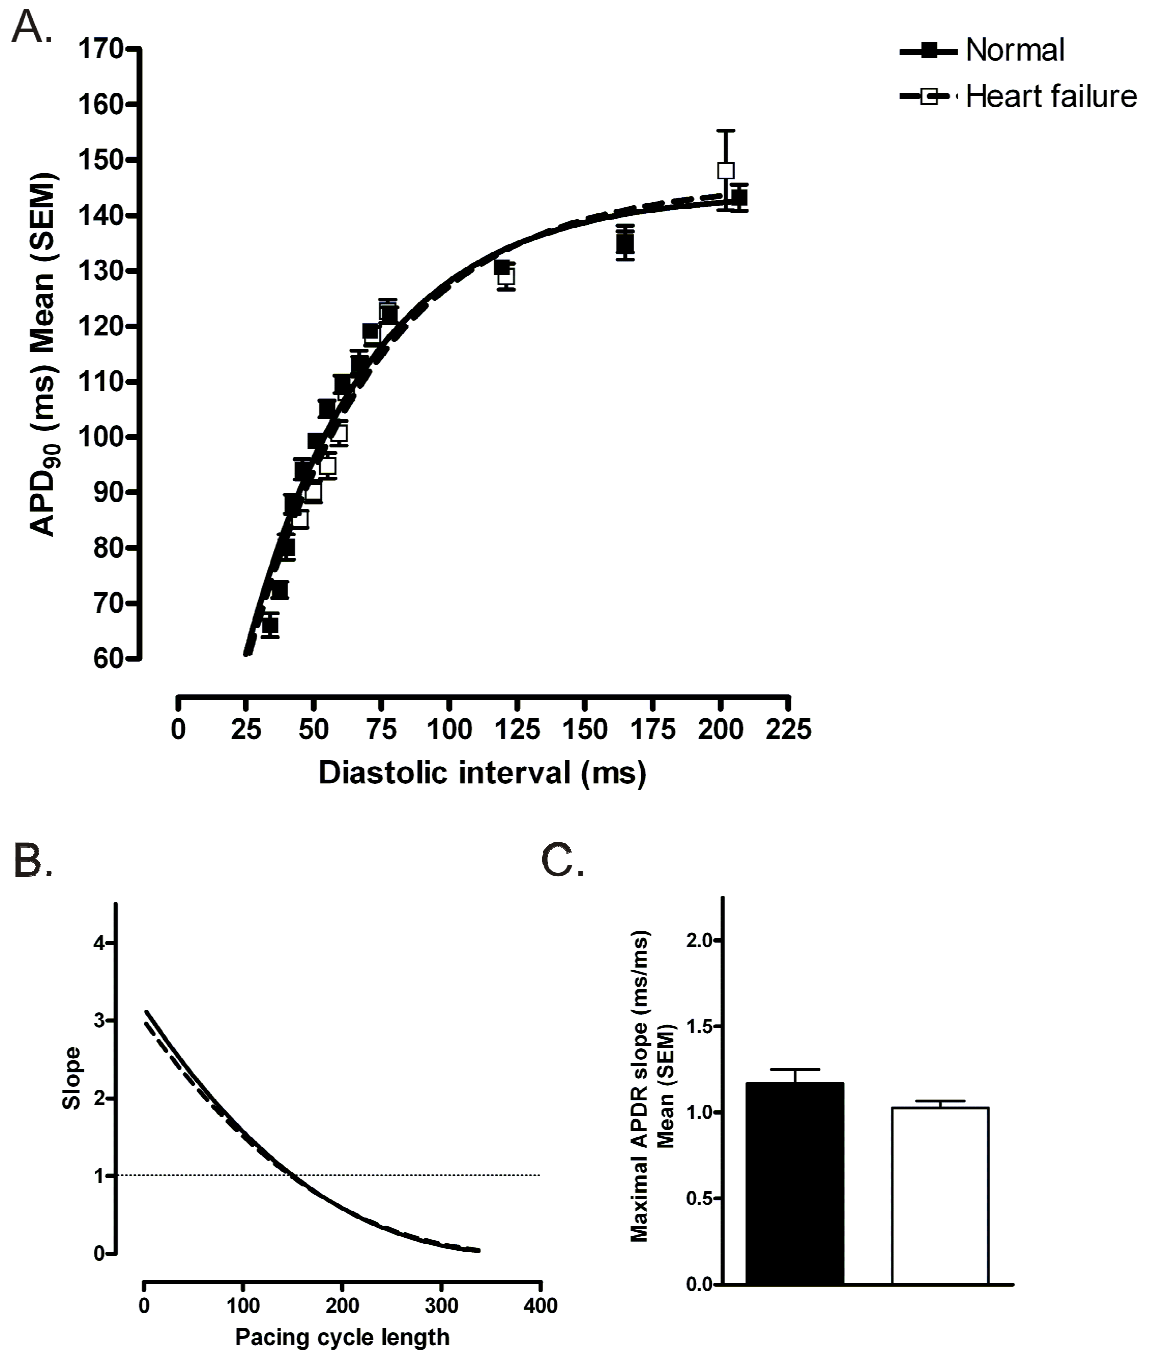 A.
Normal
Heart failure
170
160
150
140
130
120
110
100
90
80
70
60
APD90 (ms) Mean (SEM)
0 25 50 75 100 125 150 175 200 225
Diastolic interval (ms)
B.
4
3
2
1
0
Slope
0 100 200 300 400
Pacing cycle length
C.
2.0
1.5
1.0
0.5
0.0
Maximal APDR slope (ms/ms)
Mean (SEM)